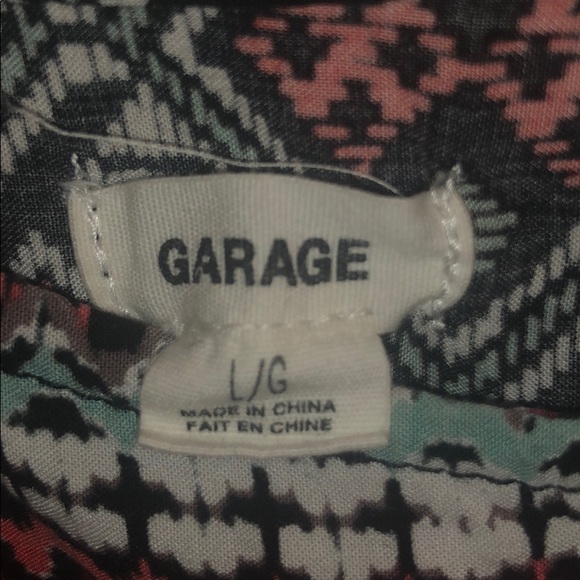 GARAGE
L/G
MADE IN CHINA
FAIT EN CHINE